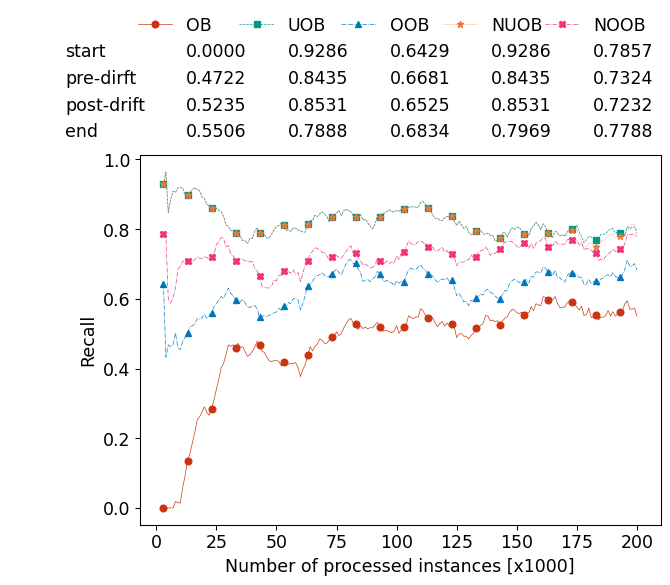 OB UOB OOB NUOB NOOB
start 0.0000 0.9286 0.6429 0.9286 0.7857
pre-dirft 0.4722 0.8435 0.6681 0.8435 0.7324
post-drift 0.5235 0.8531 0.6525 0.8531 0.7232
end 0.5506 0.7888 0.6834 0.7969 0.7788
1.0
0.8
0.6
0.4
0.2
0.0
Recall
0 25 50 75 100 125 150 175 200
Number of processed instances [x1000]